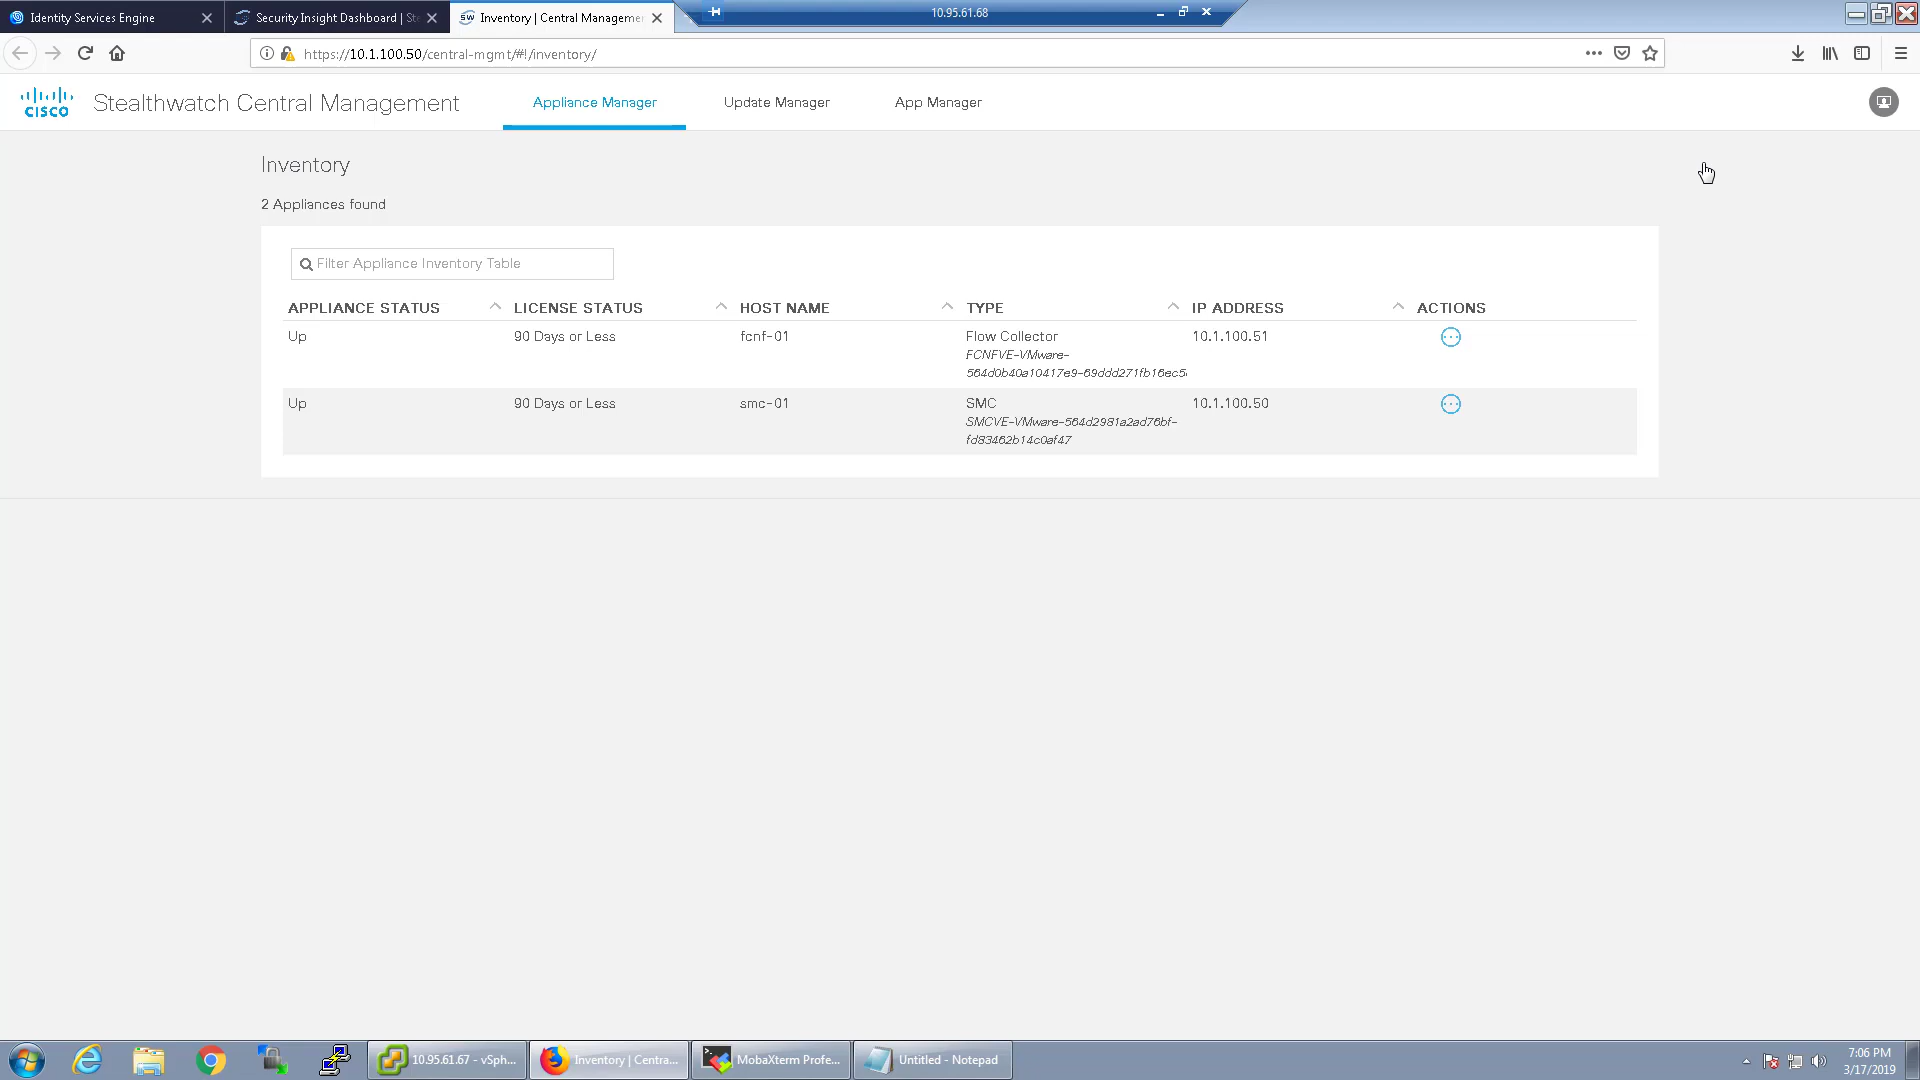 Identity Services Engine
Security Insight Dashboard | Ste
Inventory | Central Managemen
10.95.61.68
https://10.1.100.50/central-mgmt/#!/inventory/
CISCO
Stealthwatch Central Management
Appliance Manager
Update Manager
App Manager
Inventory
2 Appliances found
Filter Appliance Inventory Table
APPLIANCE STATUS LICENSE STATUS HOST NAME TYPE IP ADDRESS ACTIONS
Up 90 Days or Less fcnf-01 Flow Collector 10.1.100.51
FCNFVE-VMware-
564d0b40a10417e9-69ddd271fb16ec5
Up 90 Days or Less smc-01 SMC 10.1.100.50
SMCVE-VMware-564d2981a2ad76bf-
fd83462b14c0af47
10.95.61.67 - vSph...
Inventory | Centra...
MobaXterm Profe...
Untitled - Notepad
7:06 PM
3/17/2019